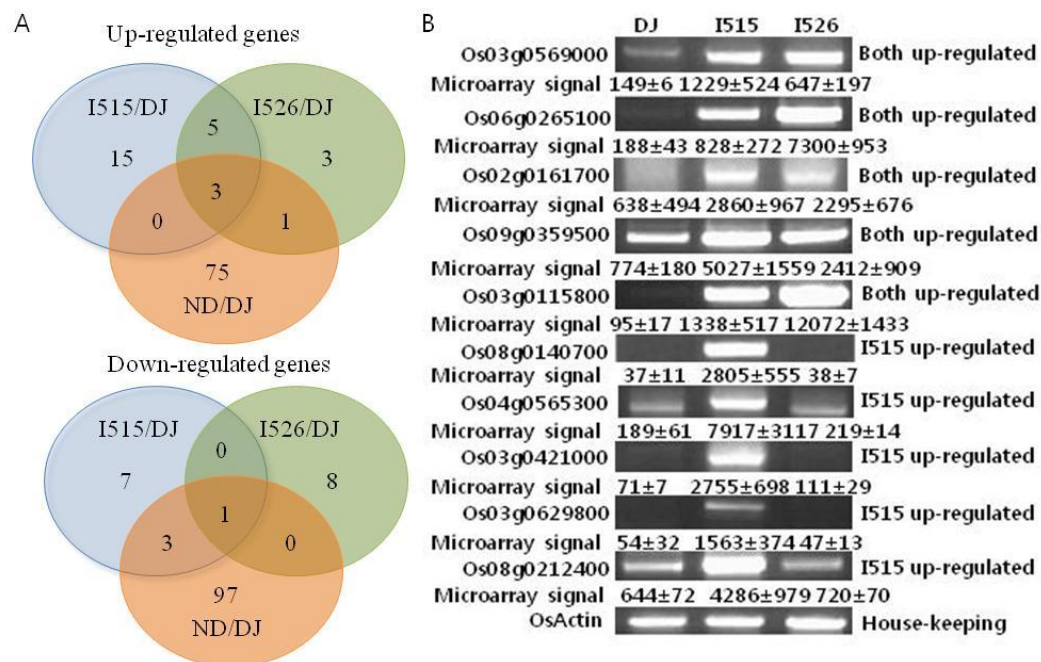 A
Up-regulated genes
I515/DJ
I526/DJ
5
15
3
3
0
1
75
ND/DJ
Down-regulated genes
I515/DJ
I526/DJ
0
7
8
1
3
0
97
ND/DJ
B
DJ I515 I526
Os03g0569000 Both up-regulated
Microarray signal 149±6 1229±524 647±197
Os06g0265100 Both up-regulated
Microarray signal 188±43 828±272 7300±953
Os02g0161700 Both up-regulated
Microarray signal 638±494 2860±967 2295±676
Os09g0359500 Both up-regulated
Microarray signal 774±180 5027±1559 2412±909
Os03g0115800 Both up-regulated
Microarray signal 95±17 1338±517 12072±1433
Os08g0140700 I515 up-regulated
Microarray signal 37±11 2805±555 38±7
Os04g0565300 I515 up-regulated
Microarray signal 189±61 7917±3117 219±14
Os03g0421000 I515 up-regulated
Microarray signal 71±7 2755±698 111±29
Os03g0629800 I515 up-regulated
Microarray signal 54±32 1563±374 47±13
Os08g0212400 I515 up-regulated
Microarray signal 644±72 4286±979 720±70
OsActin House-keeping